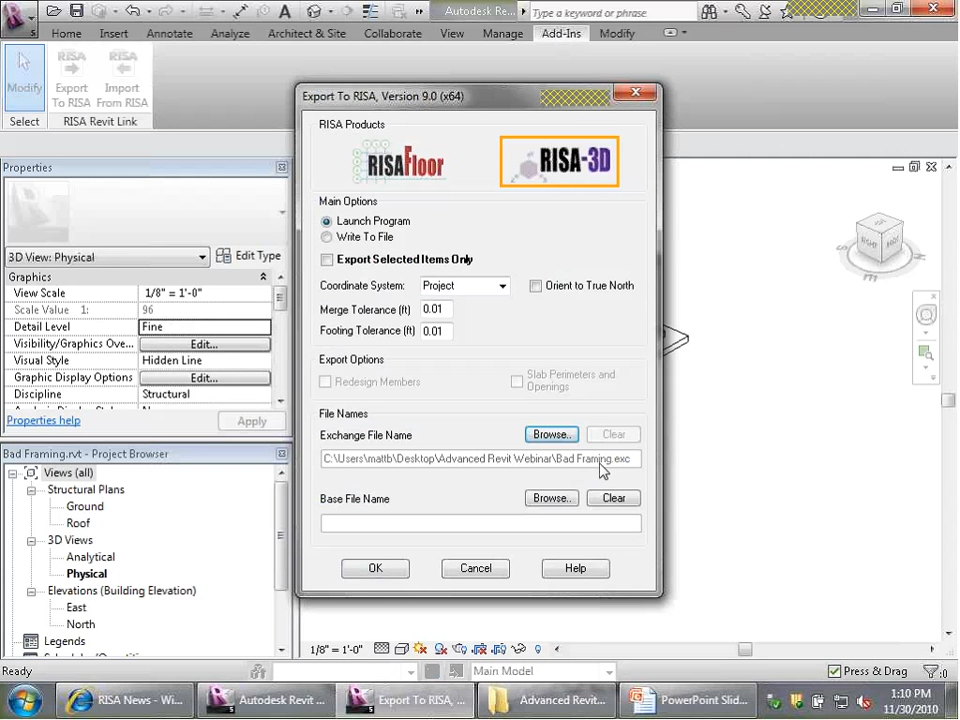 Autodesk Re...
Type a keyword or phrase
Home Insert Annotate Analyze Architect & Site Collaborate View Manage Add-Ins Modify
Modify
RISA
RISA
Export
To RISA
Import
From RISA
Select
RISA Revit Link
Properties
3D View: Physical
Edit Type
Graphics
View Scale 1/8" = 1'-0"
Scale Value 1: 96
Detail Level Fine
Visibility/Graphics Ove... Edit...
Visual Style Hidden Line
Graphic Display Options Edit...
Discipline Structural
Properties help
Apply
Bad Framing.rvt - Project Browser
Views (all)
Structural Plans
Ground
Roof
3D Views
Analytical
Physical
Elevations (Building Elevation)
East
North
Legends
Export To RISA, Version 9.0 (x64)
RISA Products
RISAFloor
RISA-3D
Main Options
Launch Program
Write To File
Export Selected Items Only
Coordinate System: Project
Orient to True North
Merge Tolerance (ft) 0.01
Footing Tolerance (ft) 0.01
Export Options
Redesign Members
Slab Perimeters and
Openings
File Names
Exchange File Name
Browse..
Clear
C:\Users\mattb\Desktop\Advanced Revit Webinar\Bad Framing.exc
Base File Name
Browse..
Clear
OK
Cancel
Help
RIGHT
1/8" = 1'-0"
Ready
Main Model
Press & Drag
:0
RISA News - Wi...
Autodesk Revit ...
Export To RISA, ...
Advanced Revit...
PowerPoint Slid...
1:10 PM
11/30/2010